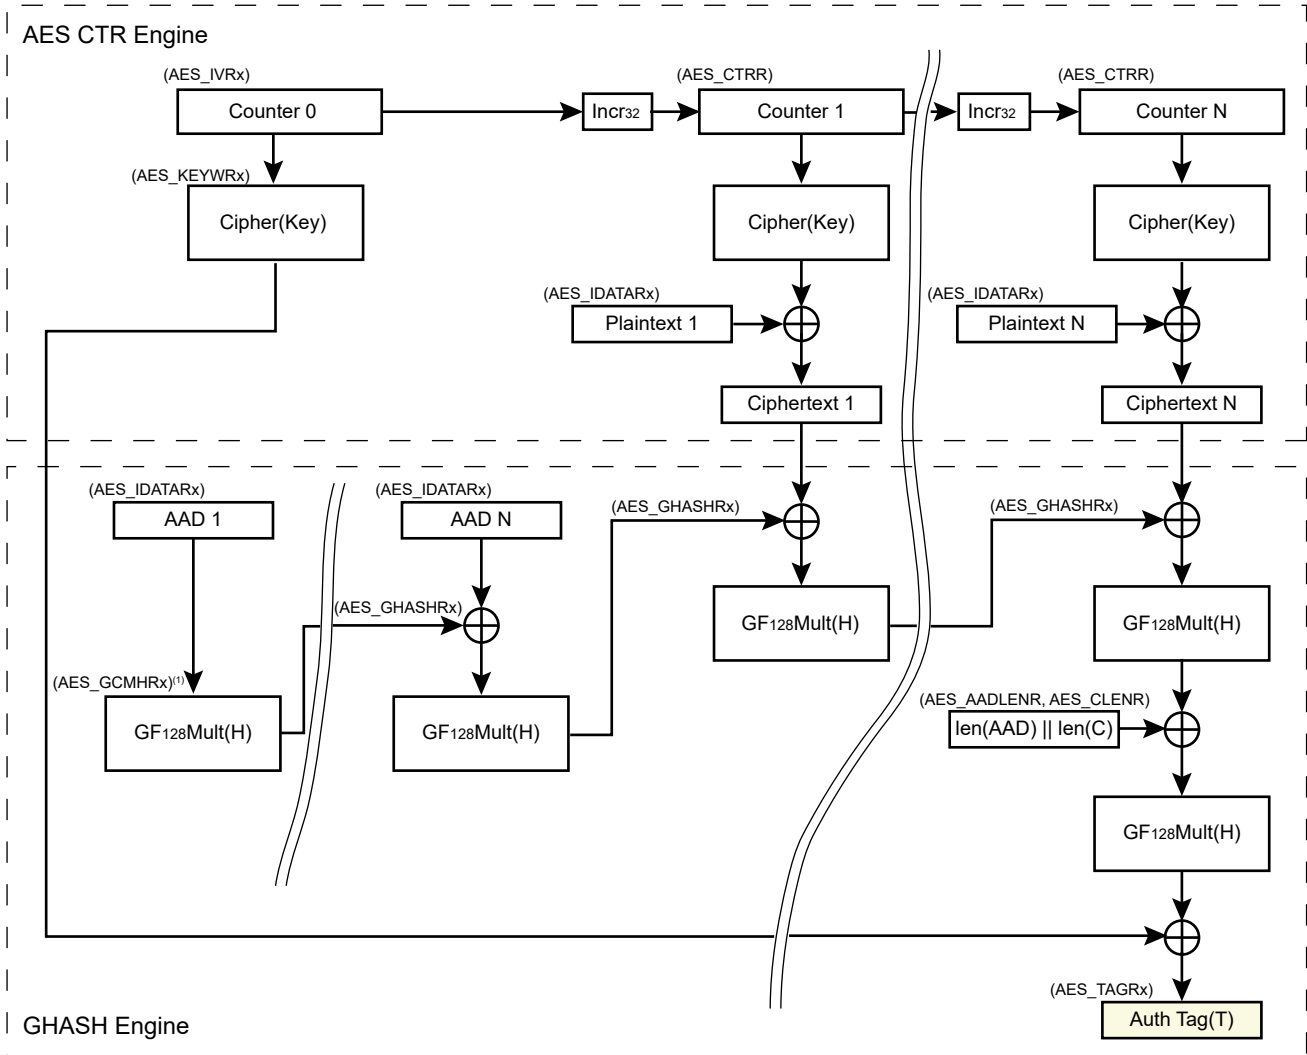 AES CTR Engine
(AES_IVRx)
(AES_CTRR)
(AES_CTRR)
Counter 0
Incr32
Counter 1
Incr32
Counter N
(AES_KEYWRx)
Cipher(Key)
Cipher(Key)
Cipher(Key)
(AES_IDATARx)
(AES_IDATARx)
Plaintext 1
Plaintext N
Ciphertext 1
Ciphertext N
(AES_IDATARx)
(AES_IDATARx)
(AES_GHASHRx)
(AES_GHASHRx)
AAD 1
AAD N
(AES_GHASHRx)
GF128Mult(H)
GF128Mult(H)
(AES_GCMHRx)(1)
(AES_AADLENR, AES_CLENR)
GF128Mult(H)
GF128Mult(H)
len(AAD) || len(C)
GF128Mult(H)
(AES_TAGRx)
Auth Tag(T)
GHASH Engine